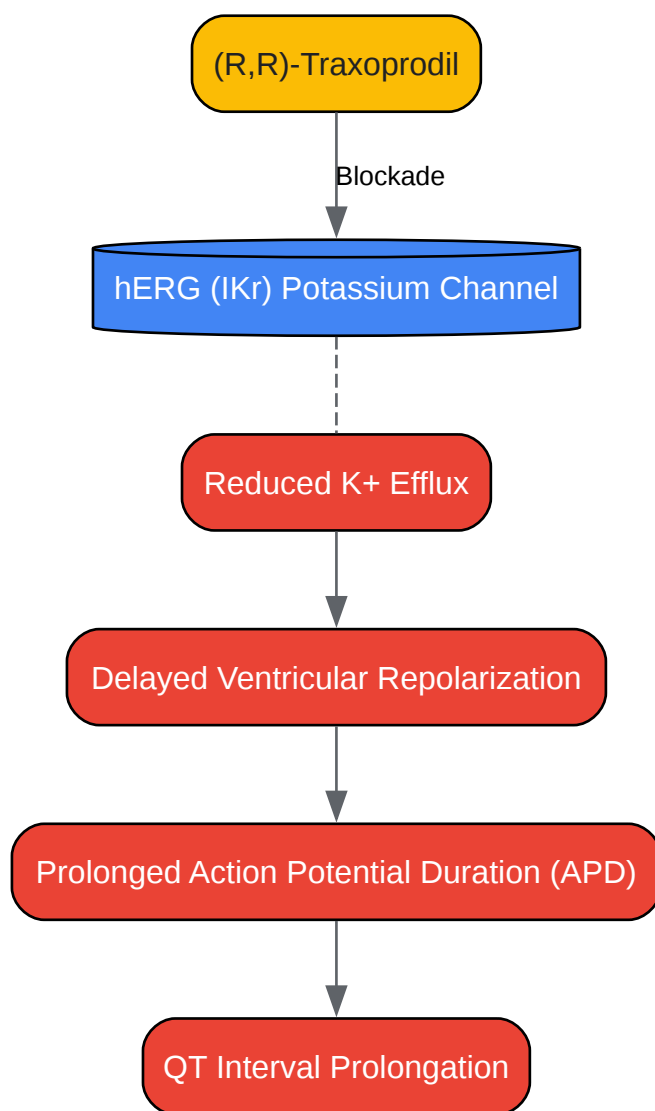 (R,R)-Traxoprodil
Blockade
hERG (IKr) Potassium Channel
Reduced K+ Efflux
Delayed Ventricular Repolarization
Prolonged Action Potential Duration (APD)
QT Interval Prolongation